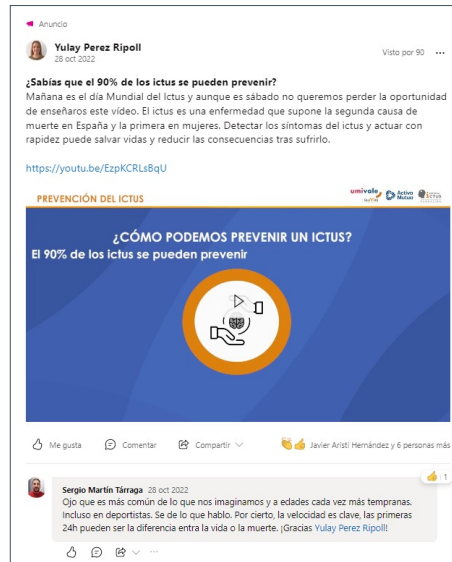 Anuncio
Yulay Perez Ripoll
28 oct 2022
Visto por 90
¿Sabías que el 90% de los ictus se pueden prevenir?
Mañana es el día Mundial del Ictus y aunque es sábado no queremos perder la oportunidad
de enseñaros este vídeo. El ictus es una enfermedad que supone la segunda causa de
muerte en España y la primera en mujeres. Detectar los síntomas del ictus y actuar con
rapidez puede salvar vidas y reducir las consecuencias tras sufrirlo.
https://youtu.be/EzpKCRLsBqU
PREVENCIÓN DEL ICTUS
umivale
Activa
Mutua
ICTUS
¿CÓMO PODEMOS PREVENIR UN ICTUS?
El 90% de los ictus se pueden prevenir
Me gusta
Comentar
Compartir
Javier Aristi Hernández y 6 personas más
1
Sergio Martín Tárraga 28 oct 2022
Ojo que es más común de lo que nos imaginamos y a edades cada vez más tempranas.
Incluso en deportistas. Se de lo que hablo. Por cierto, la velocidad es clave, las primeras
24h pueden ser la diferencia entra la vida o la muerte. ¡Gracias Yulay Perez Ripoll!